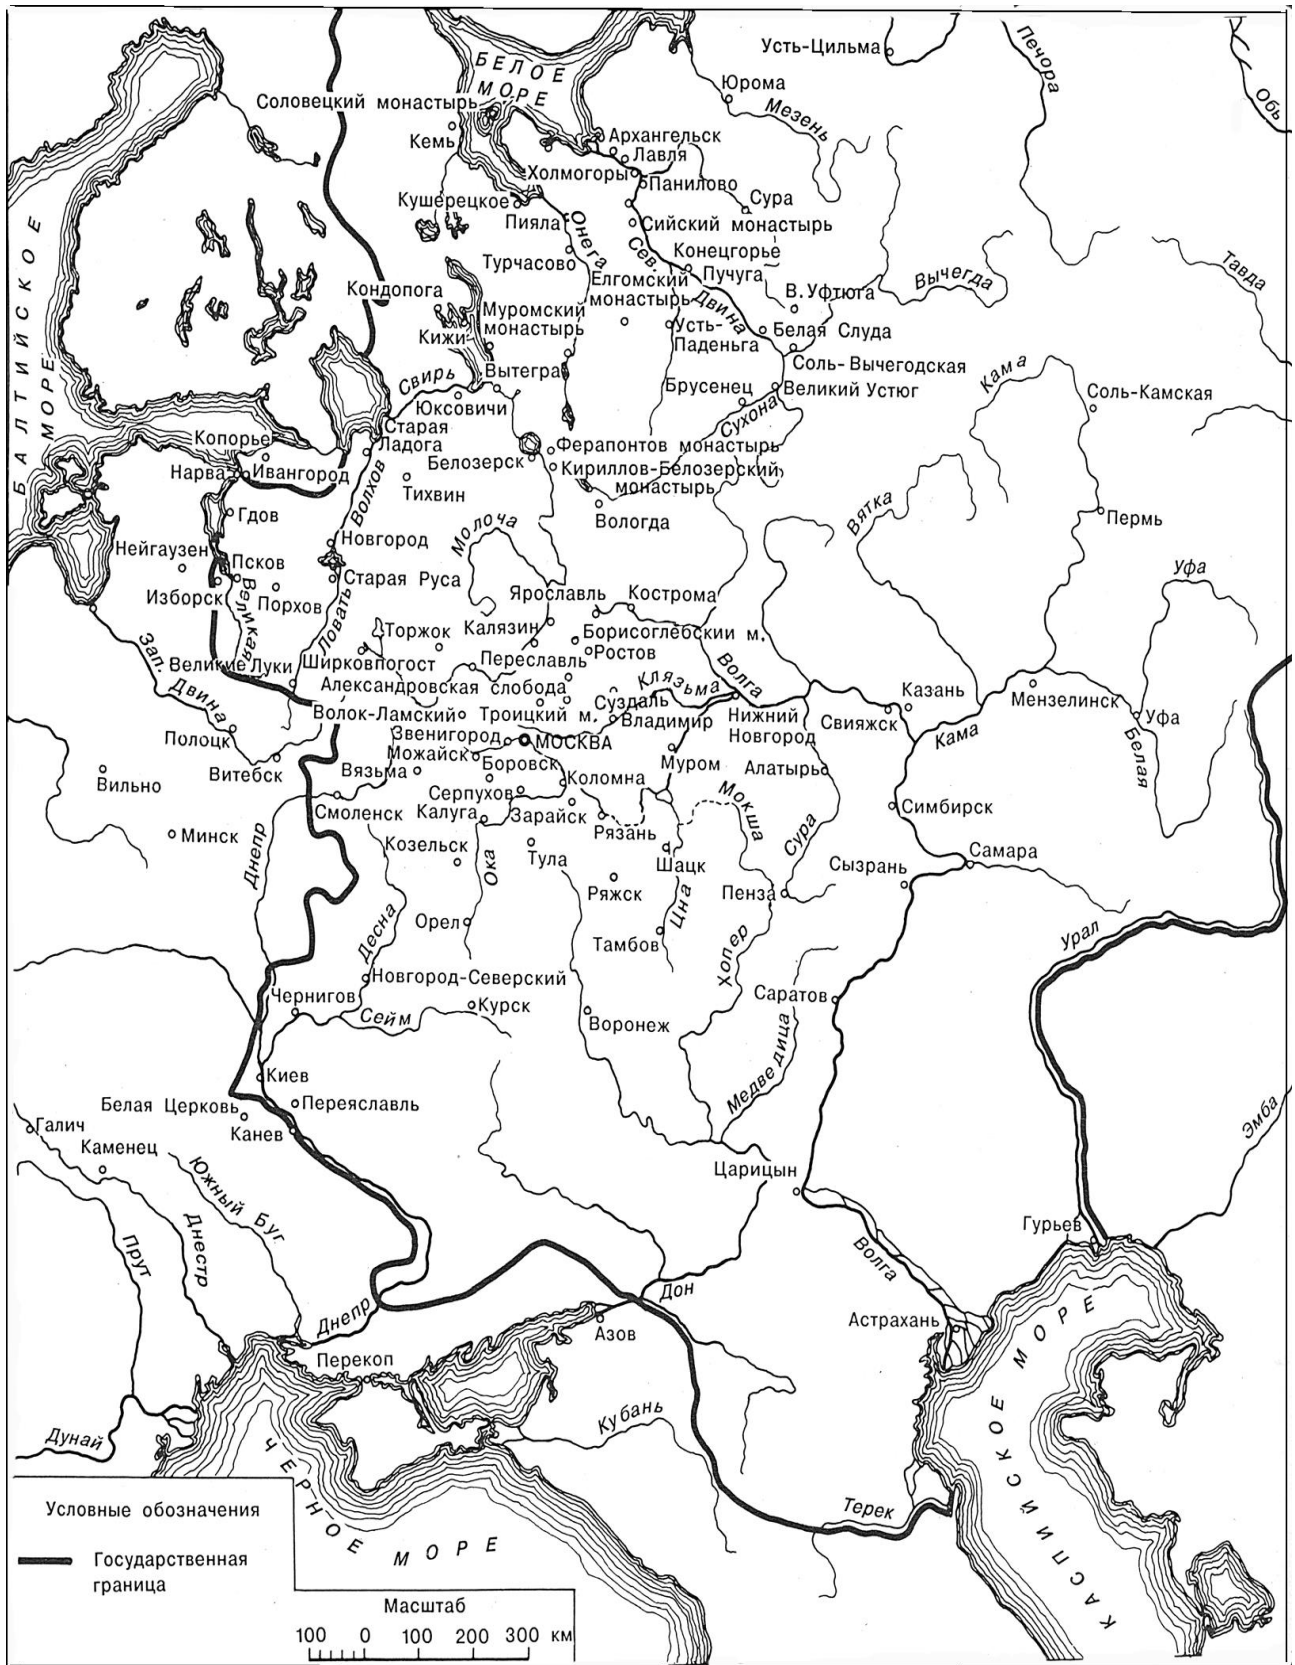 Усть-Цильма
Печора
Обь
БЕЛОЕ
МОРЕ
Юрома
Мезень
Соловецкий монастырь
Кемь
Архангельск
Лавля
Холмогоры
Панилово
Сура
Кушерецкое
Пияла
Сийский монастырь
Онега
Сев. Двина
Конецгорье
Пучуга
Турчасово
Елгомский
монастырь
Вычегда
Тавда
В. Уфтюга
Кондопога
Муромский
монастырь
Кижи
Усть-
Паденьга
Белая Слуда
Соль-Вычегодская
БАЛТИЙСКОЕ
МОРЕ
Свирь
Вытегра
Брусенец
Великий Устюг
Кама
Соль-Камская
Юксовичи
Сухона
Старая
Ладога
Копорье
Ферапонтов монастырь
Белозерск
Кириллов-Белозерский
монастырь
Нарва
Ивангород
Волхов
Тихвин
Вологда
Вятка
Пермь
Гдов
Молоча
Новгород
Нейгаузен
Псков
Старая Руса
Уфа
Изборск
Великая
Порхов
Ловать
Ярославль
Кострома
Торжок
Калязин
Борисоглебский м.
Ростов
Зап. Двина
Великие Луки
Ширковпогост
Переславль
Волга
Александровская слобода
Клязьма
Суздаль
Казань
Мензелинск
Волок-Ламский
Троицкий м.
Владимир
Нижний
Новгород
Свияжск
Кама
Уфа
Белая
Полоцк
Звенигород
МОСКВА
Витебск
Можайск
Боровск
Муром
Алатырь
Вильно
Вязьма
Коломна
Мокша
Серпухов
Симбирск
Смоленск
Калуга
Зарайск
Рязань
Сура
Минск
Днепр
Козельск
Ока
Тула
Шацк
Сызрань
Самара
Ряжск
Цна
Пенза
Орел
Десна
Тамбов
Хопер
Урал
Новгород-Северский
Чернигов
Сейм
Курск
Воронеж
Саратов
Медведица
Киев
Белая Церковь
Переяславль
Галич
Канев
Эмба
Каменец
Южный Буг
Царицын
Прут
Днестр
Гурьев
Волга
Днепр
Дон
Азов
Астрахань
Перекоп
КАСПИЙСКОЕ МОРЕ
Кубань
Дунай
ЧЕРНОЕ МОРЕ
Терек
Условные обозначения
Государственная
граница
Масштаб
100 0 100 200 300 км